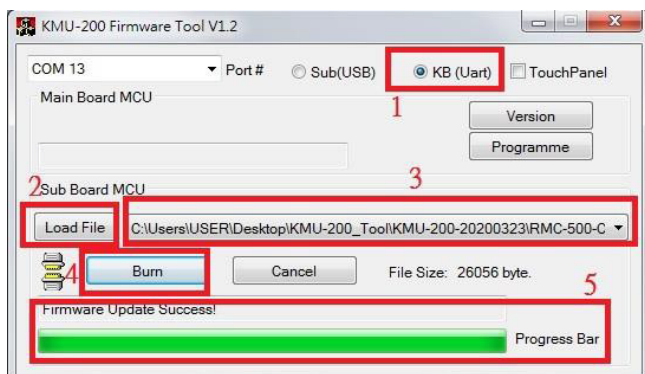 KMU-200 Firmware Tool V1.2
COM 13 Port# Sub(USB) KB (Uart) TouchPanel
1
Main Board MCU
Version
Programme
2 3
Sub Board MCU
Load File C:\Users\USER\Desktop\KMU-200_Tool\KMU-200-20200323\RMC-500-C
4 Burn Cancel File Size: 26056 byte.
5
Firmware Update Success!
Progress Bar